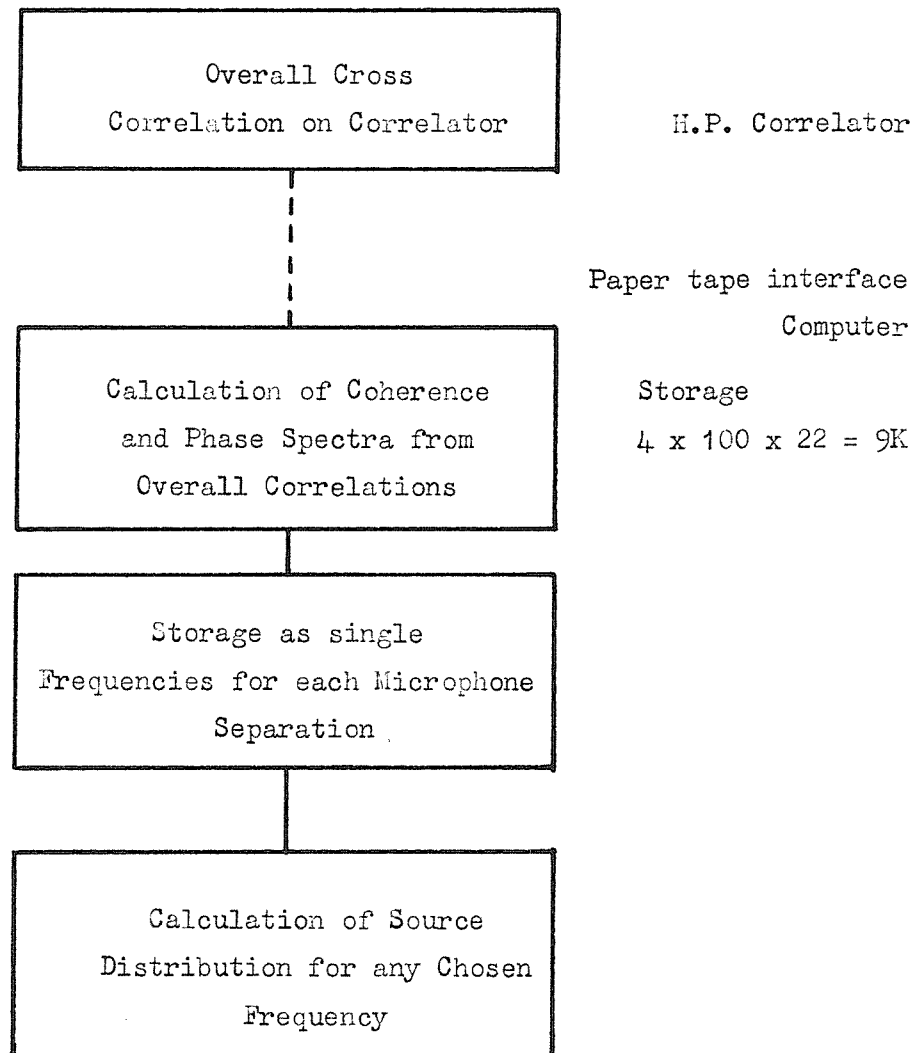 Overall Cross
Correlation on Correlator
H.P. Correlator
Paper tape interface
Computer
Calculation of Coherence
and Phase Spectra from
Overall Correlations
Storage
4 x 100 x 22 = 9K
Storage as single
Frequencies for each Microphone
Separation
Calculation of Source
Distribution for any Chosen
Frequency